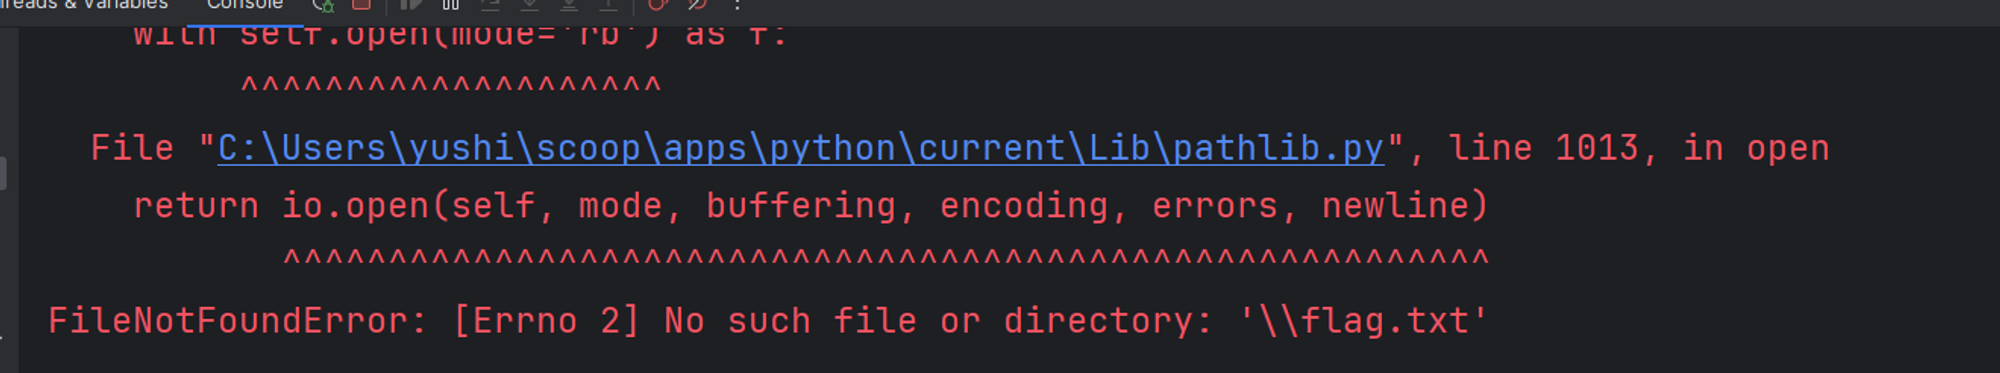 reads & Variables Console
with self.open(mode='rb') as f:
^^^^^^^^^^^^^^^^^^^^
File "C:\Users\yushi\scoop\apps\python\current\Lib\pathlib.py", line 1013, in open
return io.open(self, mode, buffering, encoding, errors, newline)
^^^^^^^^^^^^^^^^^^^^^^^^^^^^^^^^^^^^^^^^^^^^^^^^^^^^^^^^^
FileNotFoundError: [Errno 2] No such file or directory: '\\flag.txt'